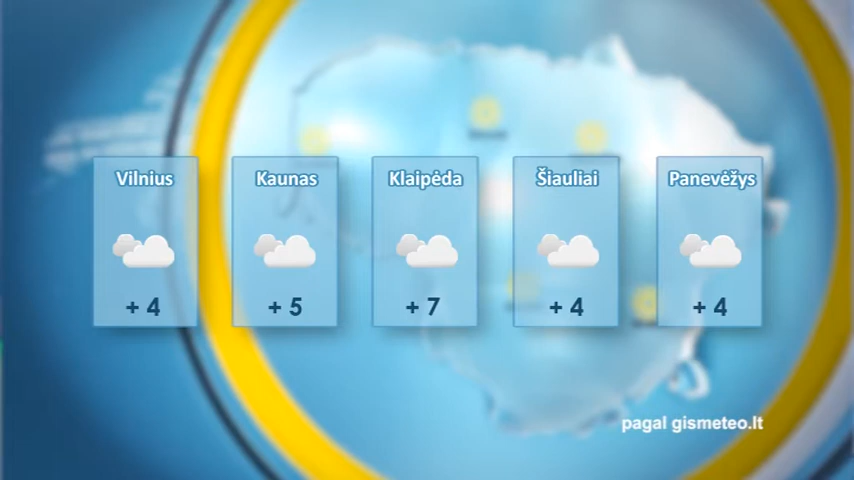 Vilnius
+ 4
Kaunas
+ 5
Klaipėda
+ 7
Šiauliai
+ 4
Panevėžys
+ 4
pagal gismeteo.lt